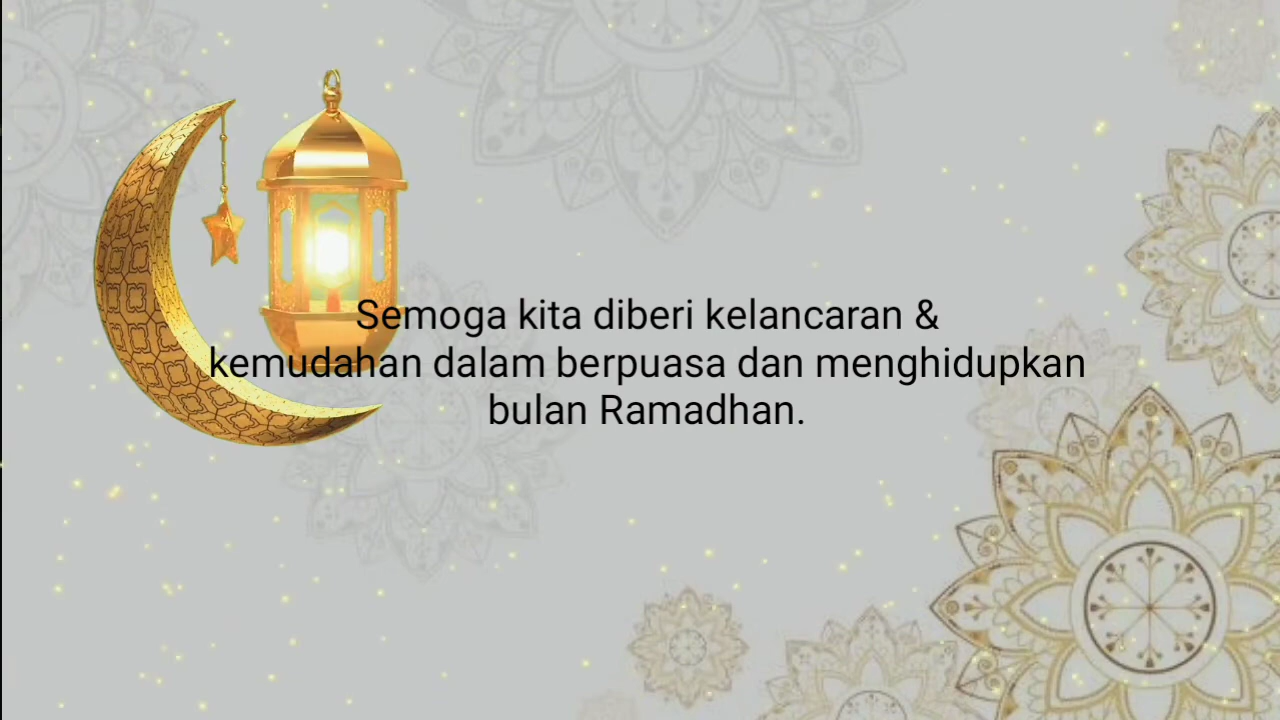 Semoga kita diberi kelancaran &
kemudahan dalam berpuasa dan menghidupkan
bulan Ramadhan.